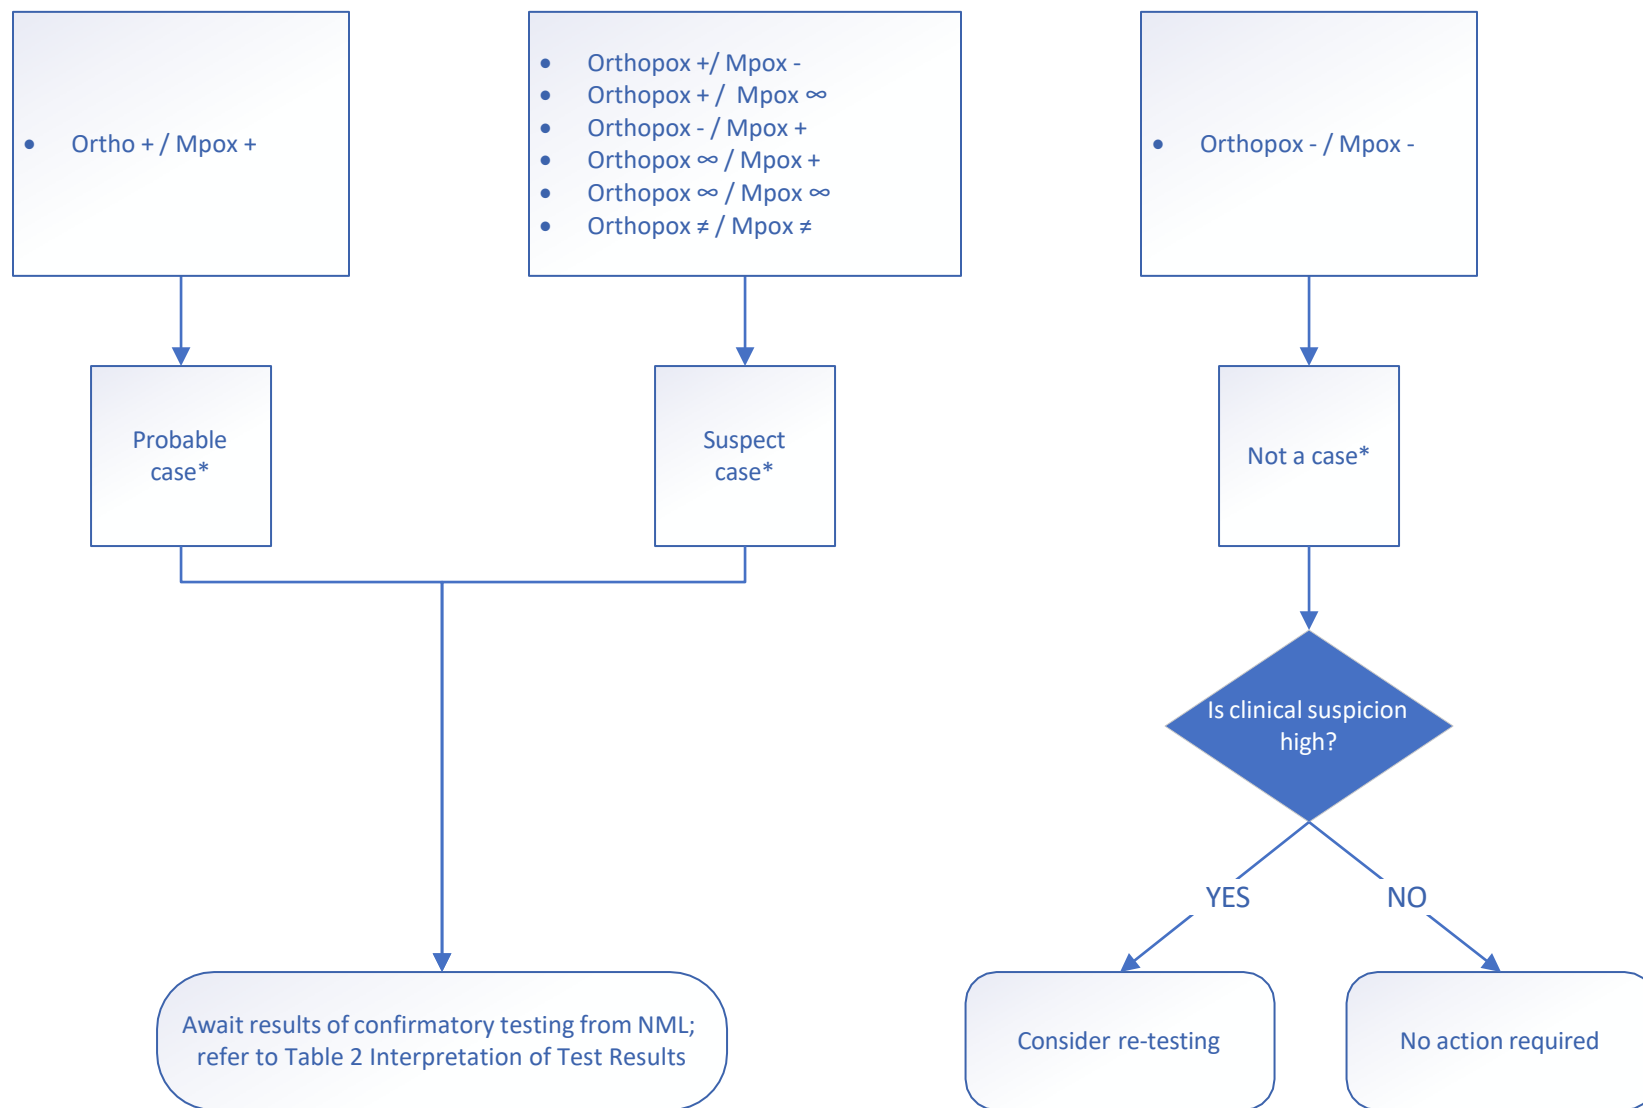 • Ortho + / Mpox +
• Orthopox +/ Mpox -
• Orthopox + / Mpox ∞
• Orthopox - / Mpox +
• Orthopox ∞ / Mpox +
• Orthopox ∞ / Mpox ∞
• Orthopox ≠ / Mpox ≠
• Orthopox - / Mpox -
Probable
case*
Suspect
case*
Not a case*
Is clinical suspicion
high?
YES
NO
Await results of confirmatory testing from NML;
refer to Table 2 Interpretation of Test Results
Consider re-testing
No action required